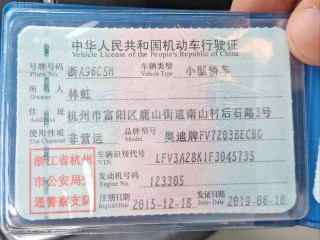 中华人民共和国机动车行驶证
Vehicle License of the People's Republic of China
号牌号码 浙A96C5H 车辆类型 小型轿车
Plate No. Vehicle Type
所有人 林虹
Owner
住址 杭州市富阳区鹿山街道南山村后石路3号
Address
使用性质 非营运 品牌型号 奥迪牌FV7203BECBG
Use Character Model
浙江省杭州 车辆识别代号 LFV3A28K1F3045735
VIN
市公安局交 发动机号码 123305
Engine No.
通警察支队 注册日期 2015-12-18 发证日期 2019-06-10
Register Date Issue Date